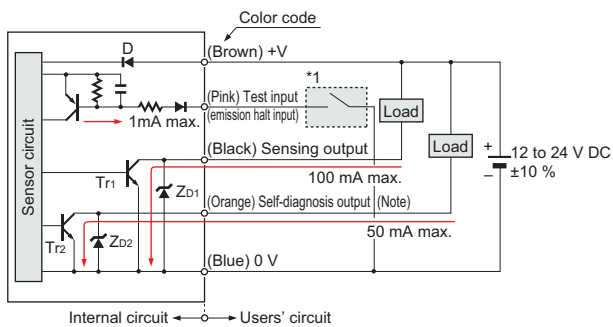 Color code
D
(Brown) +V
*1
(Pink) Test input
(emission halt input)
1mA max.
Load
Load
Sensor circuit
(Black) Sensing output
+
12 to 24 V DC
±10 %
–
Tr1
ZD1
100 mA max.
(Orange) Self-diagnosis output (Note)
Tr2
ZD2
50 mA max.
(Blue) 0 V
Internal circuit
Users' circuit